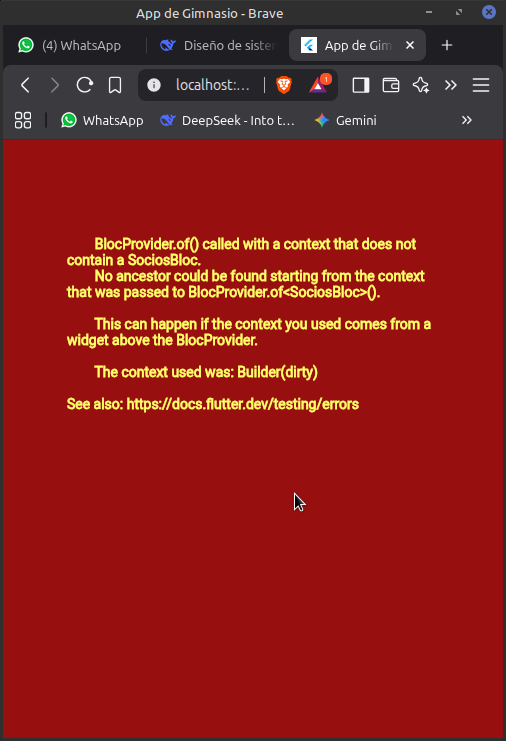 App de Gimnasio - Brave
(4) WhatsApp
Diseño de sister
App de Gim
localhost:...
1
WhatsApp
DeepSeek - Into t...
Gemini
BlocProvider.of() called with a context that does not
contain a SociosBloc.
No ancestor could be found starting from the context
that was passed to BlocProvider.of<SociosBloc>().
This can happen if the context you used comes from a
widget above the BlocProvider.
The context used was: Builder(dirty)
See also: https://docs.flutter.dev/testing/errors